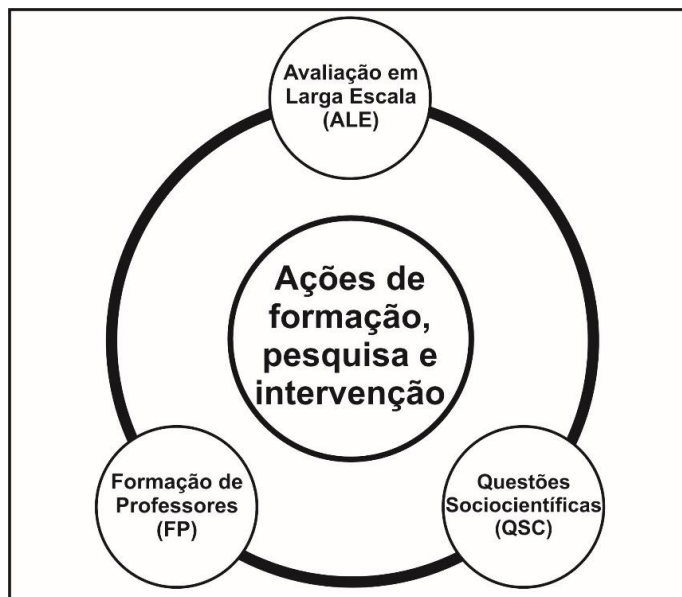 Avaliação em
Larga Escala
(ALE)
Ações de
formação,
pesquisa e
intervenção
Formação de
Professores
(FP)
Questões
Sociocientíficas
(QSC)